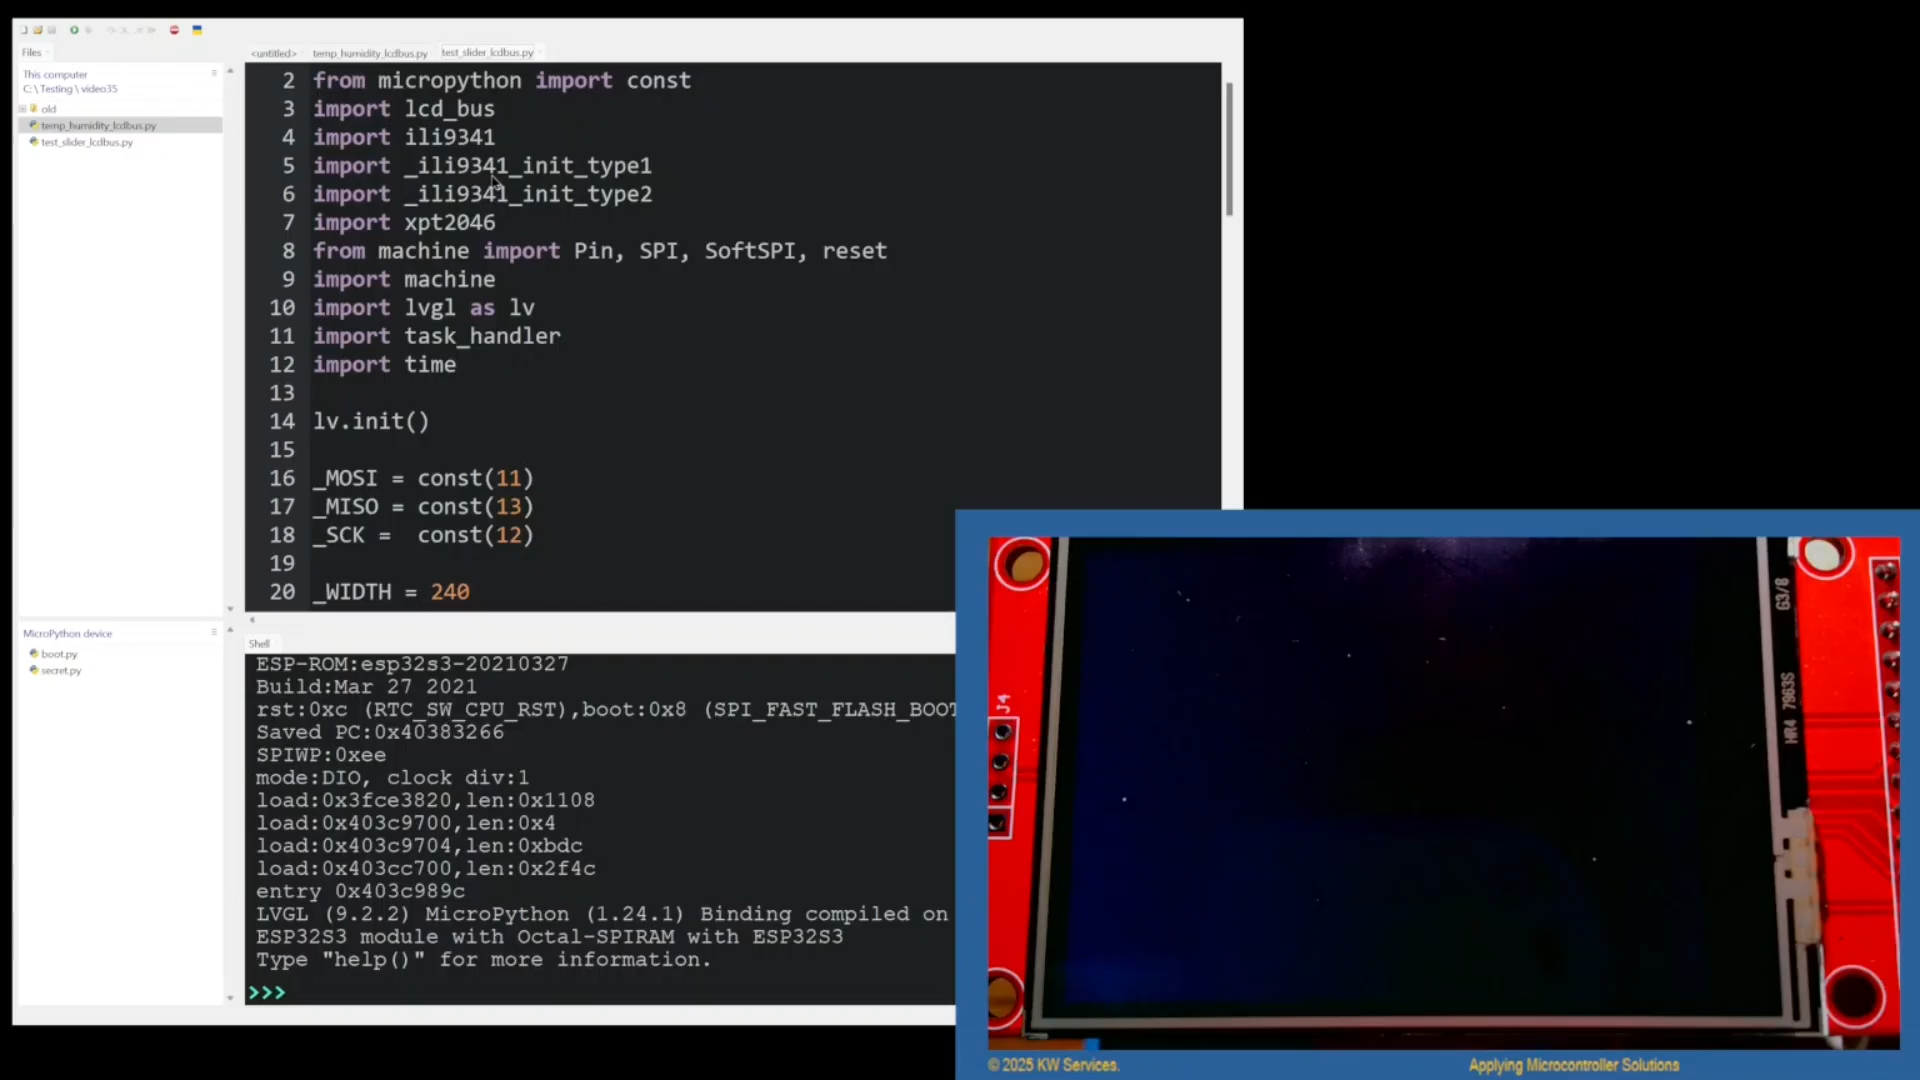 Files
This computer
C: \ Testing \ video35
old
temp_humidity_lcdbus.py
test_slider_lcdbus.py
MicroPython device
boot.py
secret.py
<untitled>
temp_humidity_lcdbus.py
test_slider_lcdbus.py
2 from micropython import const
3 import lcd_bus
4 import ili9341
5 import _ili9341_init_type1
6 import _ili9341_init_type2
7 import xpt2046
8 from machine import Pin, SPI, SoftSPI, reset
9 import machine
10 import lvgl as lv
11 import task_handler
12 import time
13
14 lv.init()
15
16 _MOSI = const(11)
17 _MISO = const(13)
18 _SCK =  const(12)
19
20 _WIDTH = 240
Shell
ESP-ROM:esp32s3-20210327
Build:Mar 27 2021
rst:0xc (RTC_SW_CPU_RST),boot:0x8 (SPI_FAST_FLASH_BOOT
Saved PC:0x40383266
SPIWP:0xee
mode:DIO, clock div:1
load:0x3fce3820,len:0x1108
load:0x403c9700,len:0x4
load:0x403c9704,len:0xbdc
load:0x403cc700,len:0x2f4c
entry 0x403c989c
LVGL (9.2.2) MicroPython (1.24.1) Binding compiled on
ESP32S3 module with Octal-SPIRAM with ESP32S3
Type "help()" for more information.
>>>
J4
HR4 7963S G3/8
© 2025 KW Services.
Applying Microcontroller Solutions